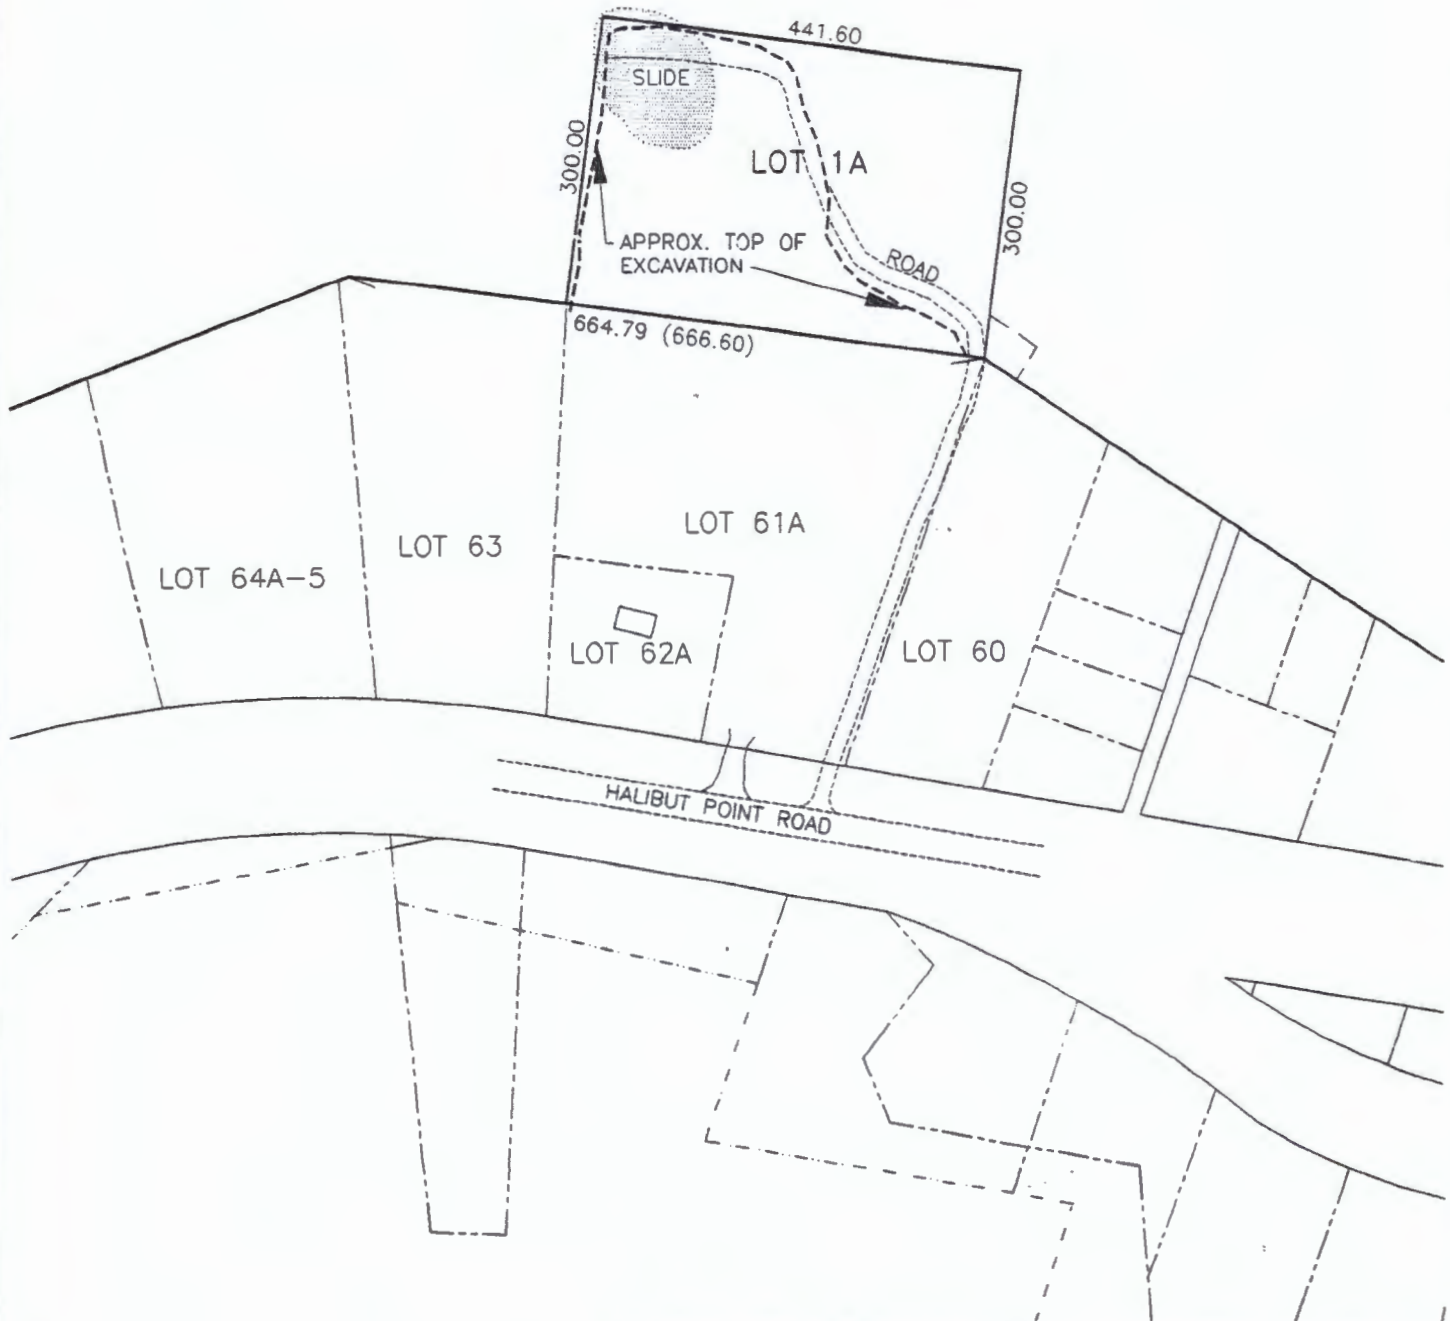 441.60
SLIDE
300.00
LOT 1A
300.00
APPROX. TOP OF
EXCAVATION
ROAD
664.79 (666.60)
LOT 61A
LOT 63
LOT 64A-5
LOT 62A
LOT 60
HALIBUT POINT ROAD